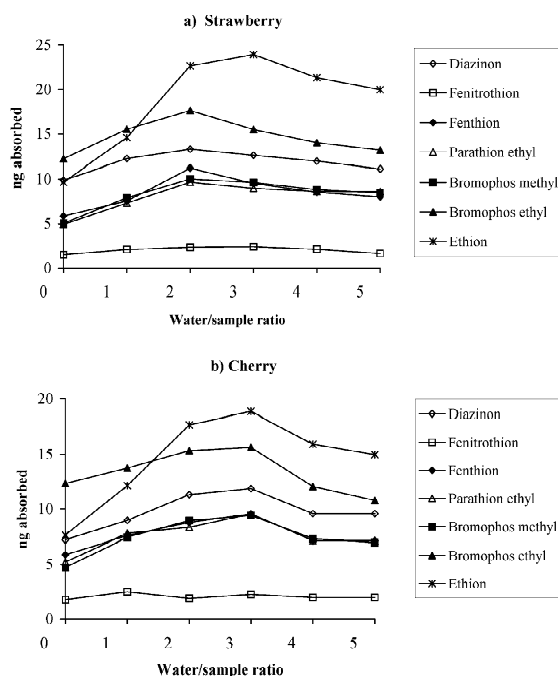 a) Strawberry
25
20
15
10
5
0
ng absorbed
0 1 2 3 4 5
Water/sample ratio
Diazinon
Fenitrothion
Fenthion
Parathion ethyl
Bromophos methyl
Bromophos ethyl
Ethion
b) Cherry
20
15
10
5
0
ng absorbed
0 1 2 3 4 5
Water/sample ratio
Diazinon
Fenitrothion
Fenthion
Parathion ethyl
Bromophos methyl
Bromophos ethyl
Ethion